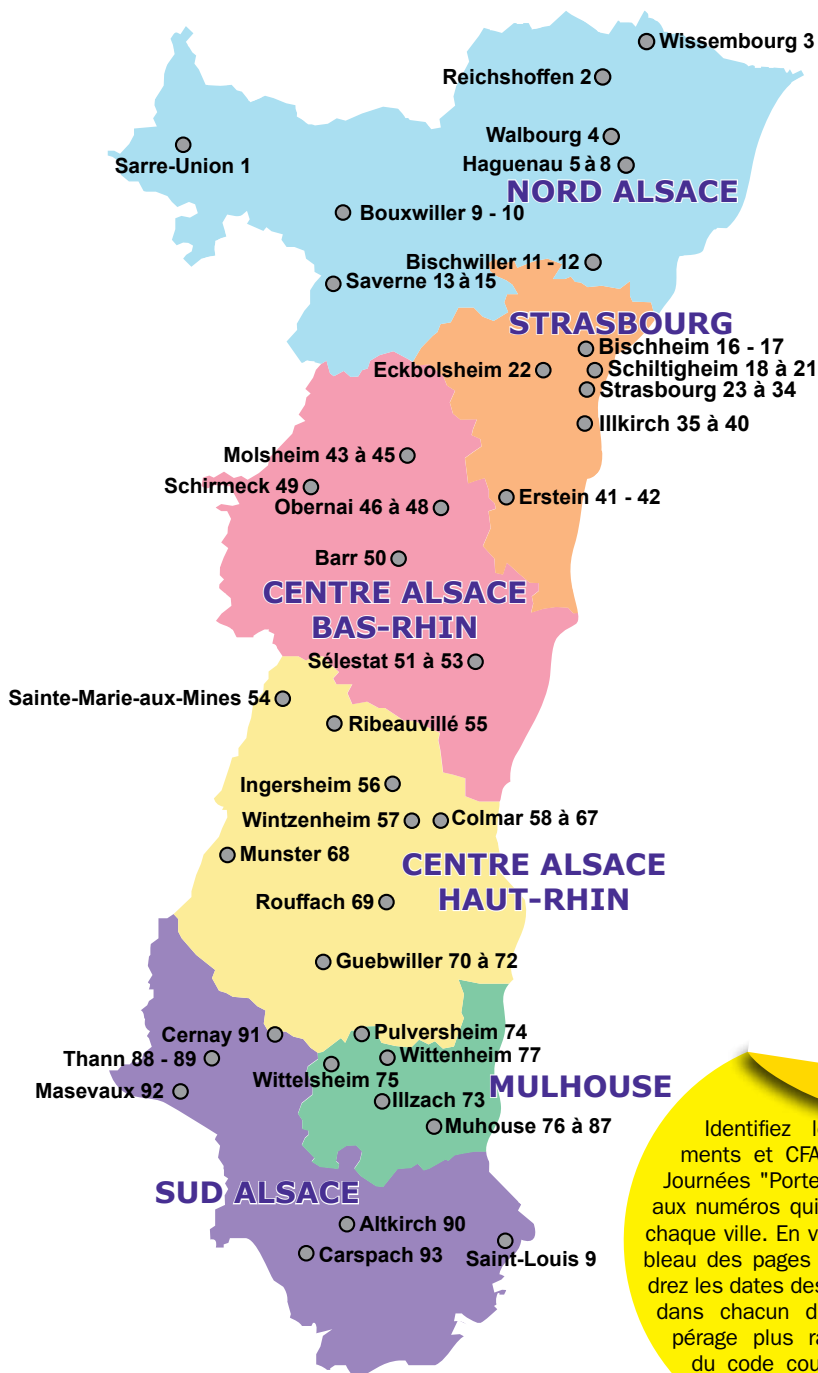 Wissembourg 3
Reichshoffen 2
Walbourg 4
Sarre-Union 1
Haguenau 5 à 8
NORD ALSACE
Bouxwiller 9 - 10
Bischwiller 11 - 12
Saverne 13 à 15
STRASBOURG
Bischheim 16 - 17
Eckbolsheim 22
Schiltigheim 18 à 21
Strasbourg 23 à 34
Illkirch 35 à 40
Molsheim 43 à 45
Schirmeck 49
Erstein 41 - 42
Obernai 46 à 48
Barr 50
CENTRE ALSACE
BAS-RHIN
Sélestat 51 à 53
Sainte-Marie-aux-Mines 54
Ribeauvillé 55
Ingersheim 56
Wintzenheim 57
Colmar 58 à 67
Munster 68
CENTRE ALSACE
HAUT-RHIN
Rouffach 69
Guebwiller 70 à 72
Cernay 91
Pulversheim 74
Thann 88 - 89
Wittenheim 77
Wittelsheim 75
MULHOUSE
Masevaux 92
Illzach 73
Muhouse 76 à 87
SUD ALSACE
Altkirch 90
Carspach 93
Saint-Louis 9
Identifiez l
ments et CFA
Journées "Porte
aux numéros qui
chaque ville. En v
bleau des pages
drez les dates des
dans chacun d
pérage plus ra
du code cou